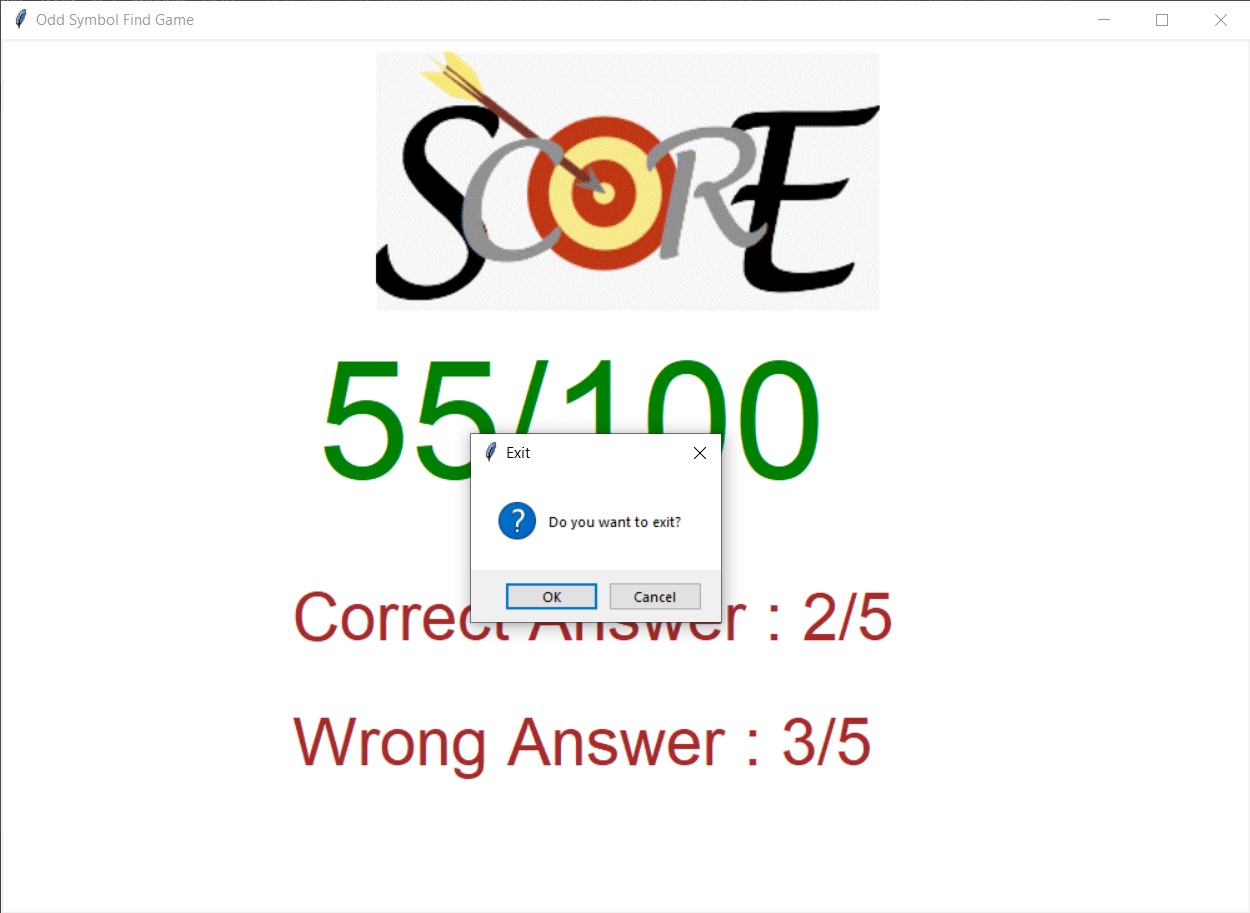 Odd Symbol Find Game
SCORE
55/100
Exit
?
Do you want to exit?
OK
Cancel
Correct Answer : 2/5
Wrong Answer : 3/5